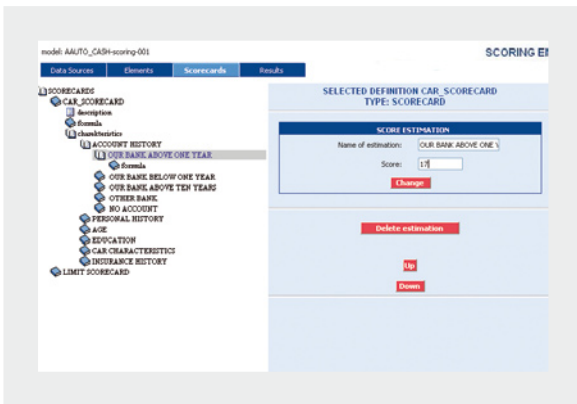 model: AAUTO_CASH-scoring-001
SCORING EN
Data Sources Elements Scorecards Results
SCORECARDS
CAR_SCORECARD
description
formula
charakteristics
ACCOUNT HISTORY
OUR BANK ABOVE ONE YEAR
formula
OUR BANK BELOW ONE YEAR
OUR BANK ABOVE TEN YEARS
OTHER BANK
NO ACCOUNT
PERSONAL HISTORY
AGE
EDUCATION
CAR CHARACTERISTICS
INSURANCE HISTORY
LIMIT SCORECARD
SELECTED DEFINITION CAR_SCORECARD
TYPE: SCORECARD
SCORE ESTIMATION
Name of estimation: OUR BANK ABOVE ONE
Score: 17
Change
Delete estimation
Up
Down